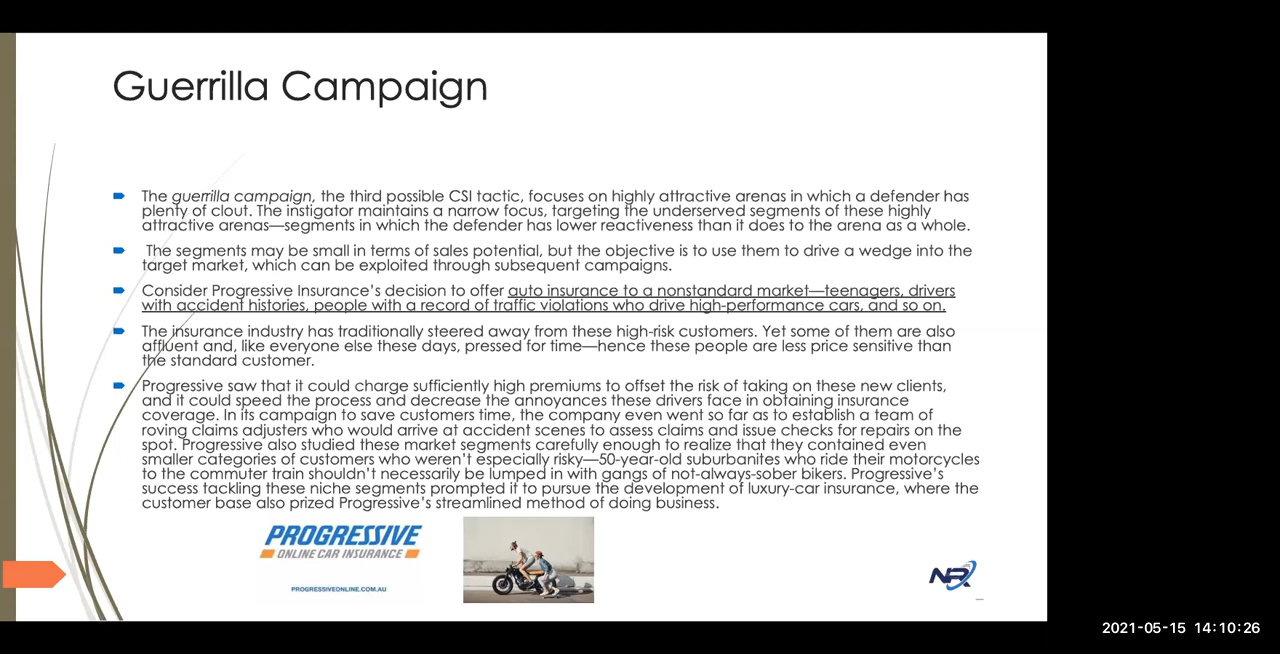 Guerrilla Campaign
The guerrilla campaign, the third possible CSI tactic, focuses on highly attractive arenas in which a defender has
plenty of clout. The instigator maintains a narrow focus, targeting the underserved segments of these highly
attractive arenas—segments in which the defender has lower reactiveness than it does to the arena as a whole.
The segments may be small in terms of sales potential, but the objective is to use them to drive a wedge into the
target market, which can be exploited through subsequent campaigns.
Consider Progressive Insurance's decision to offer auto insurance to a nonstandard market—teenagers, drivers
with accident histories, people with a record of traffic violations who drive high-performance cars, and so on.
The insurance industry has traditionally steered away from these high-risk customers. Yet some of them are also
affluent and, like everyone else these days, pressed for time—hence these people are less price sensitive than
the standard customer.
Progressive saw that it could charge sufficiently high premiums to offset the risk of taking on these new clients,
and it could speed the process and decrease the annoyances these drivers face in obtaining insurance
coverage. In its campaign to save customers time, the company even went so far as to establish a team of
roving claims adjusters who would arrive at accident scenes to assess claims and issue checks for repairs on the
spot. Progressive also studied these market segments carefully enough to realize that they contained even
smaller categories of customers who weren't especially risky—50-year-old suburbanites who ride their motorcycles
to the commuter train shouldn't necessarily be lumped in with gangs of not-always-sober bikers. Progressive's
success tackling these niche segments prompted it to pursue the development of luxury-car insurance, where the
customer base also prized Progressive's streamlined method of doing business.
PROGRESSIVE
ONLINE CAR INSURANCE
PROGRESSIVEONLINE.COM.AU
NR
2021-05-15 14:10:26